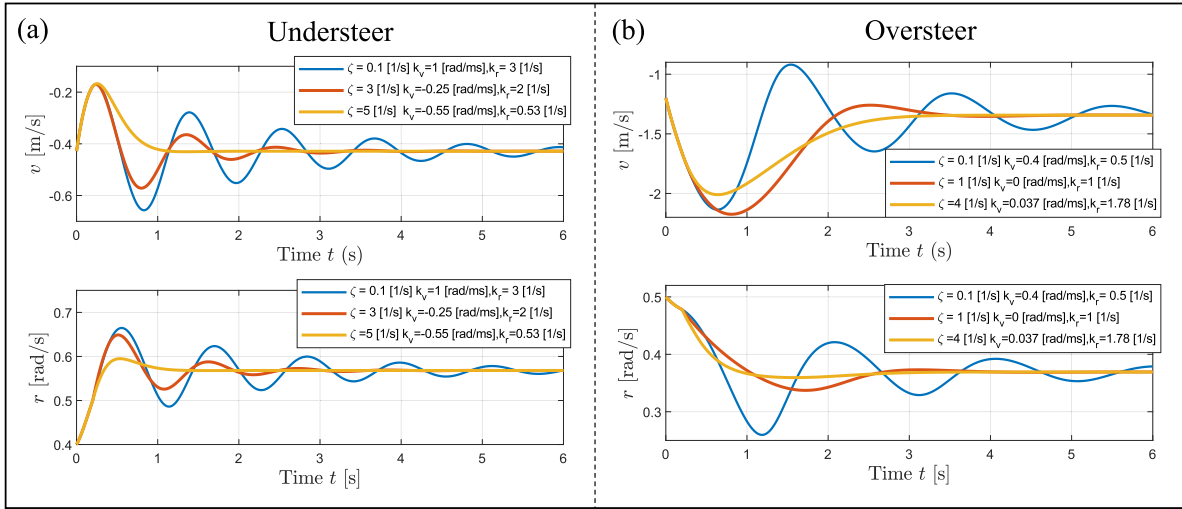 (a) Understeer
ζ = 0.1 [1/s] k_v=1 [rad/ms],k_r= 3 [1/s]
ζ = 3 [1/s] k_v=-0.25 [rad/ms],k_r=2 [1/s]
ζ =5 [1/s] k_v=-0.55 [rad/ms],k_r=0.53 [1/s]
-0.2
-0.4
-0.6
v [m/s]
0 1 2 3 4 5 6
Time t (s)
ζ = 0.1 [1/s] k_v=1 [rad/ms],k_r= 3 [1/s]
ζ = 3 [1/s] k_v=-0.25 [rad/ms],k_r=2 [1/s]
ζ =5 [1/s] k_v=-0.55 [rad/ms],k_r=0.53 [1/s]
0.7
0.6
0.5
0.4
r [rad/s]
0 1 2 3 4 5 6
Time t [s]
(b) Oversteer
-1
-1.5
-2
v [m/s]
ζ = 0.1 [1/s] k_v=0.4 [rad/ms],k_r= 0.5 [1/s]
ζ = 1 [1/s] k_v=0 [rad/ms],k_r=1 [1/s]
ζ =4 [1/s] k_v=0.037 [rad/ms],k_r=1.78 [1/s]
0 1 2 3 4 5 6
Time t (s)
ζ = 0.1 [1/s] k_v=0.4 [rad/ms],k_r= 0.5 [1/s]
ζ = 1 [1/s] k_v=0 [rad/ms],k_r=1 [1/s]
ζ =4 [1/s] k_v=0.037 [rad/ms],k_r=1.78 [1/s]
0.5
0.4
0.3
r [rad/s]
0 1 2 3 4 5 6
Time t [s]